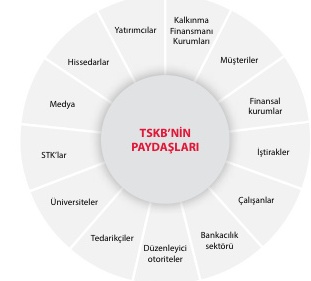 TSKB'NİN
PAYDAŞLARI
Kalkınma
Finansmanı
Kurumları
Müşteriler
Finansal
kurumlar
İştirakler
Çalışanlar
Bankacılık
sektörü
Düzenleyici
otoriteler
Tedarikçiler
Üniversiteler
STK'lar
Medya
Hissedarlar
Yatırımcılar